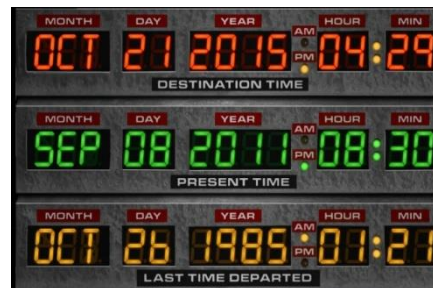 MONTH DAY YEAR AM HOUR MIN
OCT 21 2015 PM 04:29
DESTINATION TIME
MONTH DAY YEAR AM HOUR MIN
SEP 08 2011 PM 08:30
PRESENT TIME
MONTH DAY YEAR AM HOUR MIN
OCT 26 1985 PM 01:21
LAST TIME DEPARTED